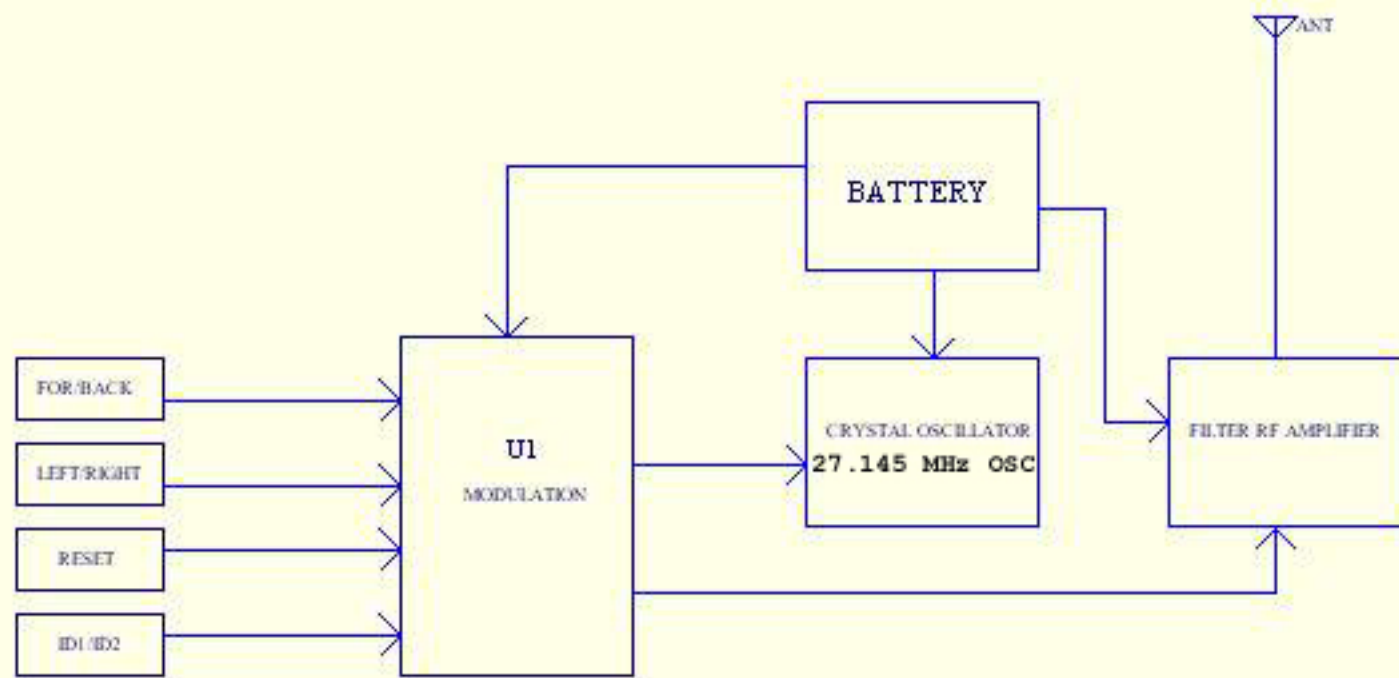 ANT
BATTERY
FOR/BACK
LEFT/RIGHT
RESET
ID1/ID2
U1
MODULATION
CRYSTAL OSCILLATOR
27.145 MHz OSC
FILTER RF AMPLIFIER